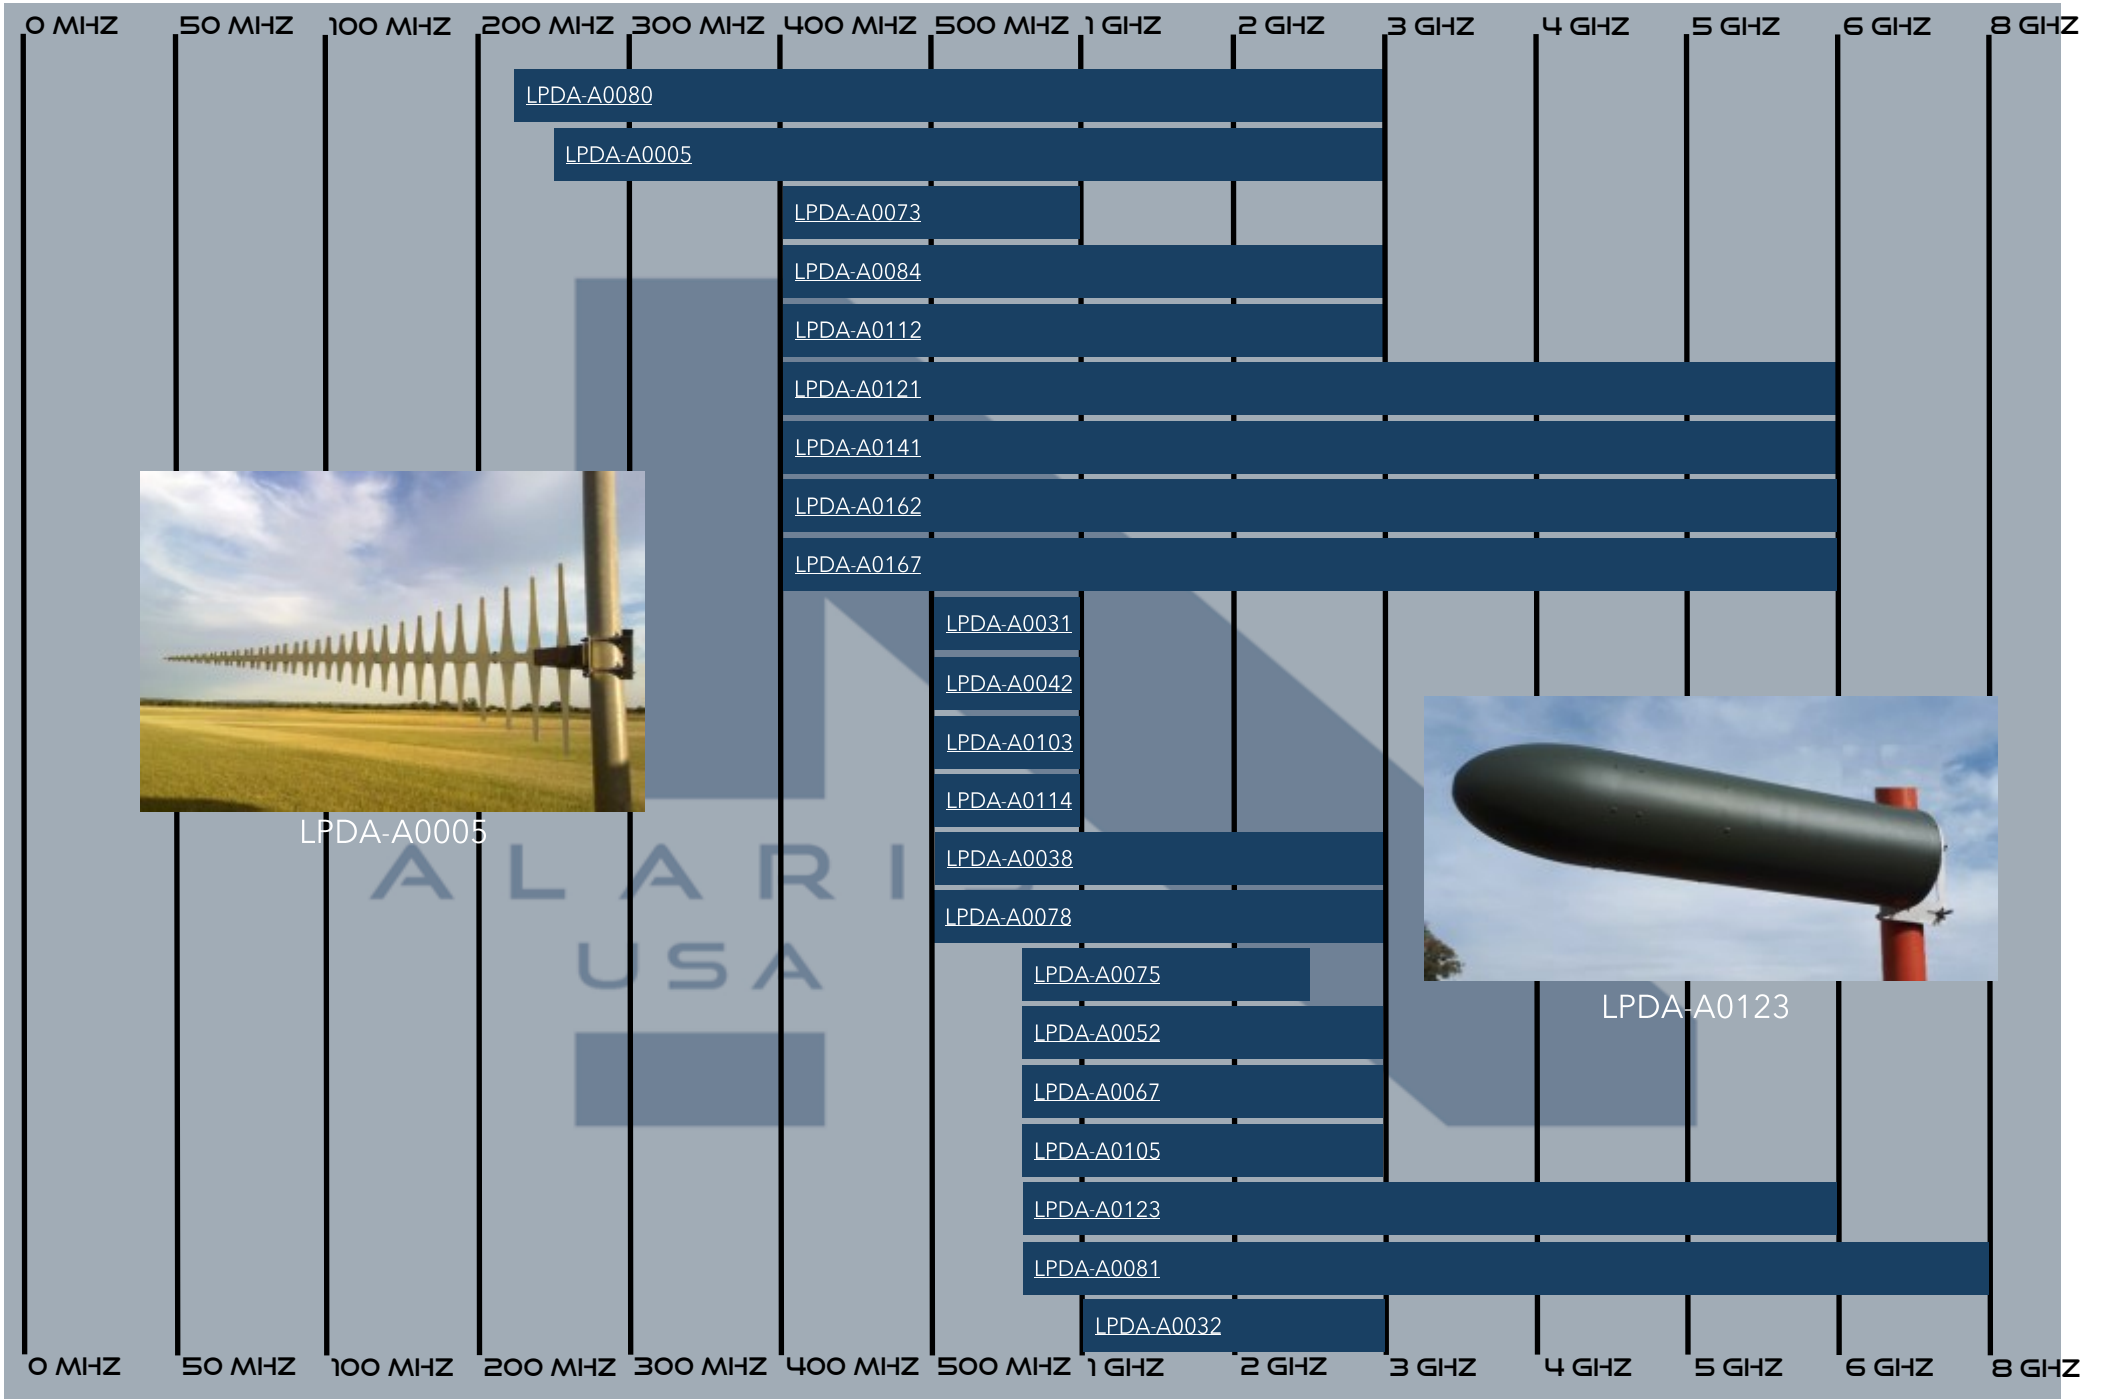 0 MHZ 50 MHZ 100 MHZ 200 MHZ 300 MHZ 400 MHZ 500 MHZ 1 GHZ 2 GHZ 3 GHZ 4 GHZ 5 GHZ 6 GHZ 8 GHZ
LPDA-A0080
LPDA-A0005
LPDA-A0073
LPDA-A0084
LPDA-A0112
LPDA-A0121
LPDA-A0141
LPDA-A0162
LPDA-A0167
LPDA-A0031
LPDA-A0042
LPDA-A0103
LPDA-A0114
LPDA-A0005
LPDA-A0038
ALARI
LPDA-A0078
USA
LPDA-A0075
LPDA-A0123
LPDA-A0052
LPDA-A0067
LPDA-A0105
LPDA-A0123
LPDA-A0081
LPDA-A0032
0 MHZ 50 MHZ 100 MHZ 200 MHZ 300 MHZ 400 MHZ 500 MHZ 1 GHZ 2 GHZ 3 GHZ 4 GHZ 5 GHZ 6 GHZ 8 GHZ